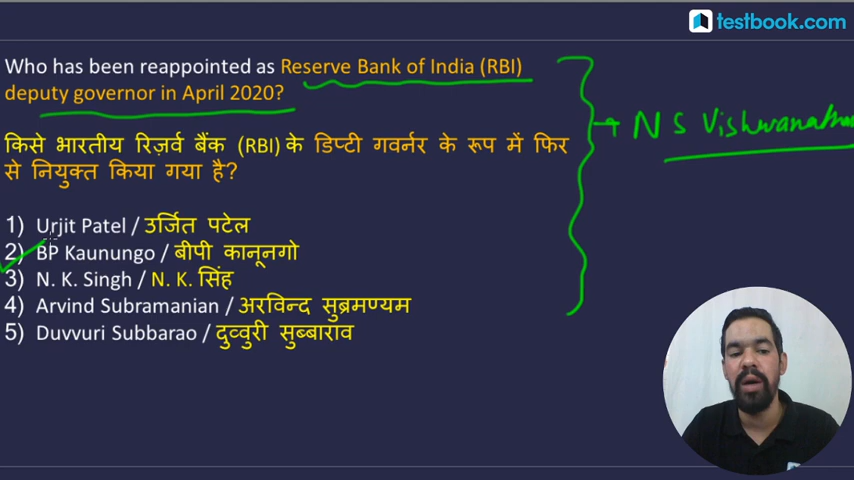 testbook.com
Who has been reappointed as Reserve Bank of India (RBI)
deputy governor in April 2020?
N S Vishwanathan
किसे भारतीय रिज़र्व बैंक (RBI) के डिप्टी गवर्नर के रूप में फिर
से नियुक्त किया गया है?
1) Urjit Patel / उर्जित पटेल
2) BP Kaunungo / बीपी कानूनगो
3) N. K. Singh / N. K. सिंह
4) Arvind Subramanian / अरविन्द सुब्रमण्यम
5) Duvvuri Subbarao / दुव्वुरी सुब्बाराव